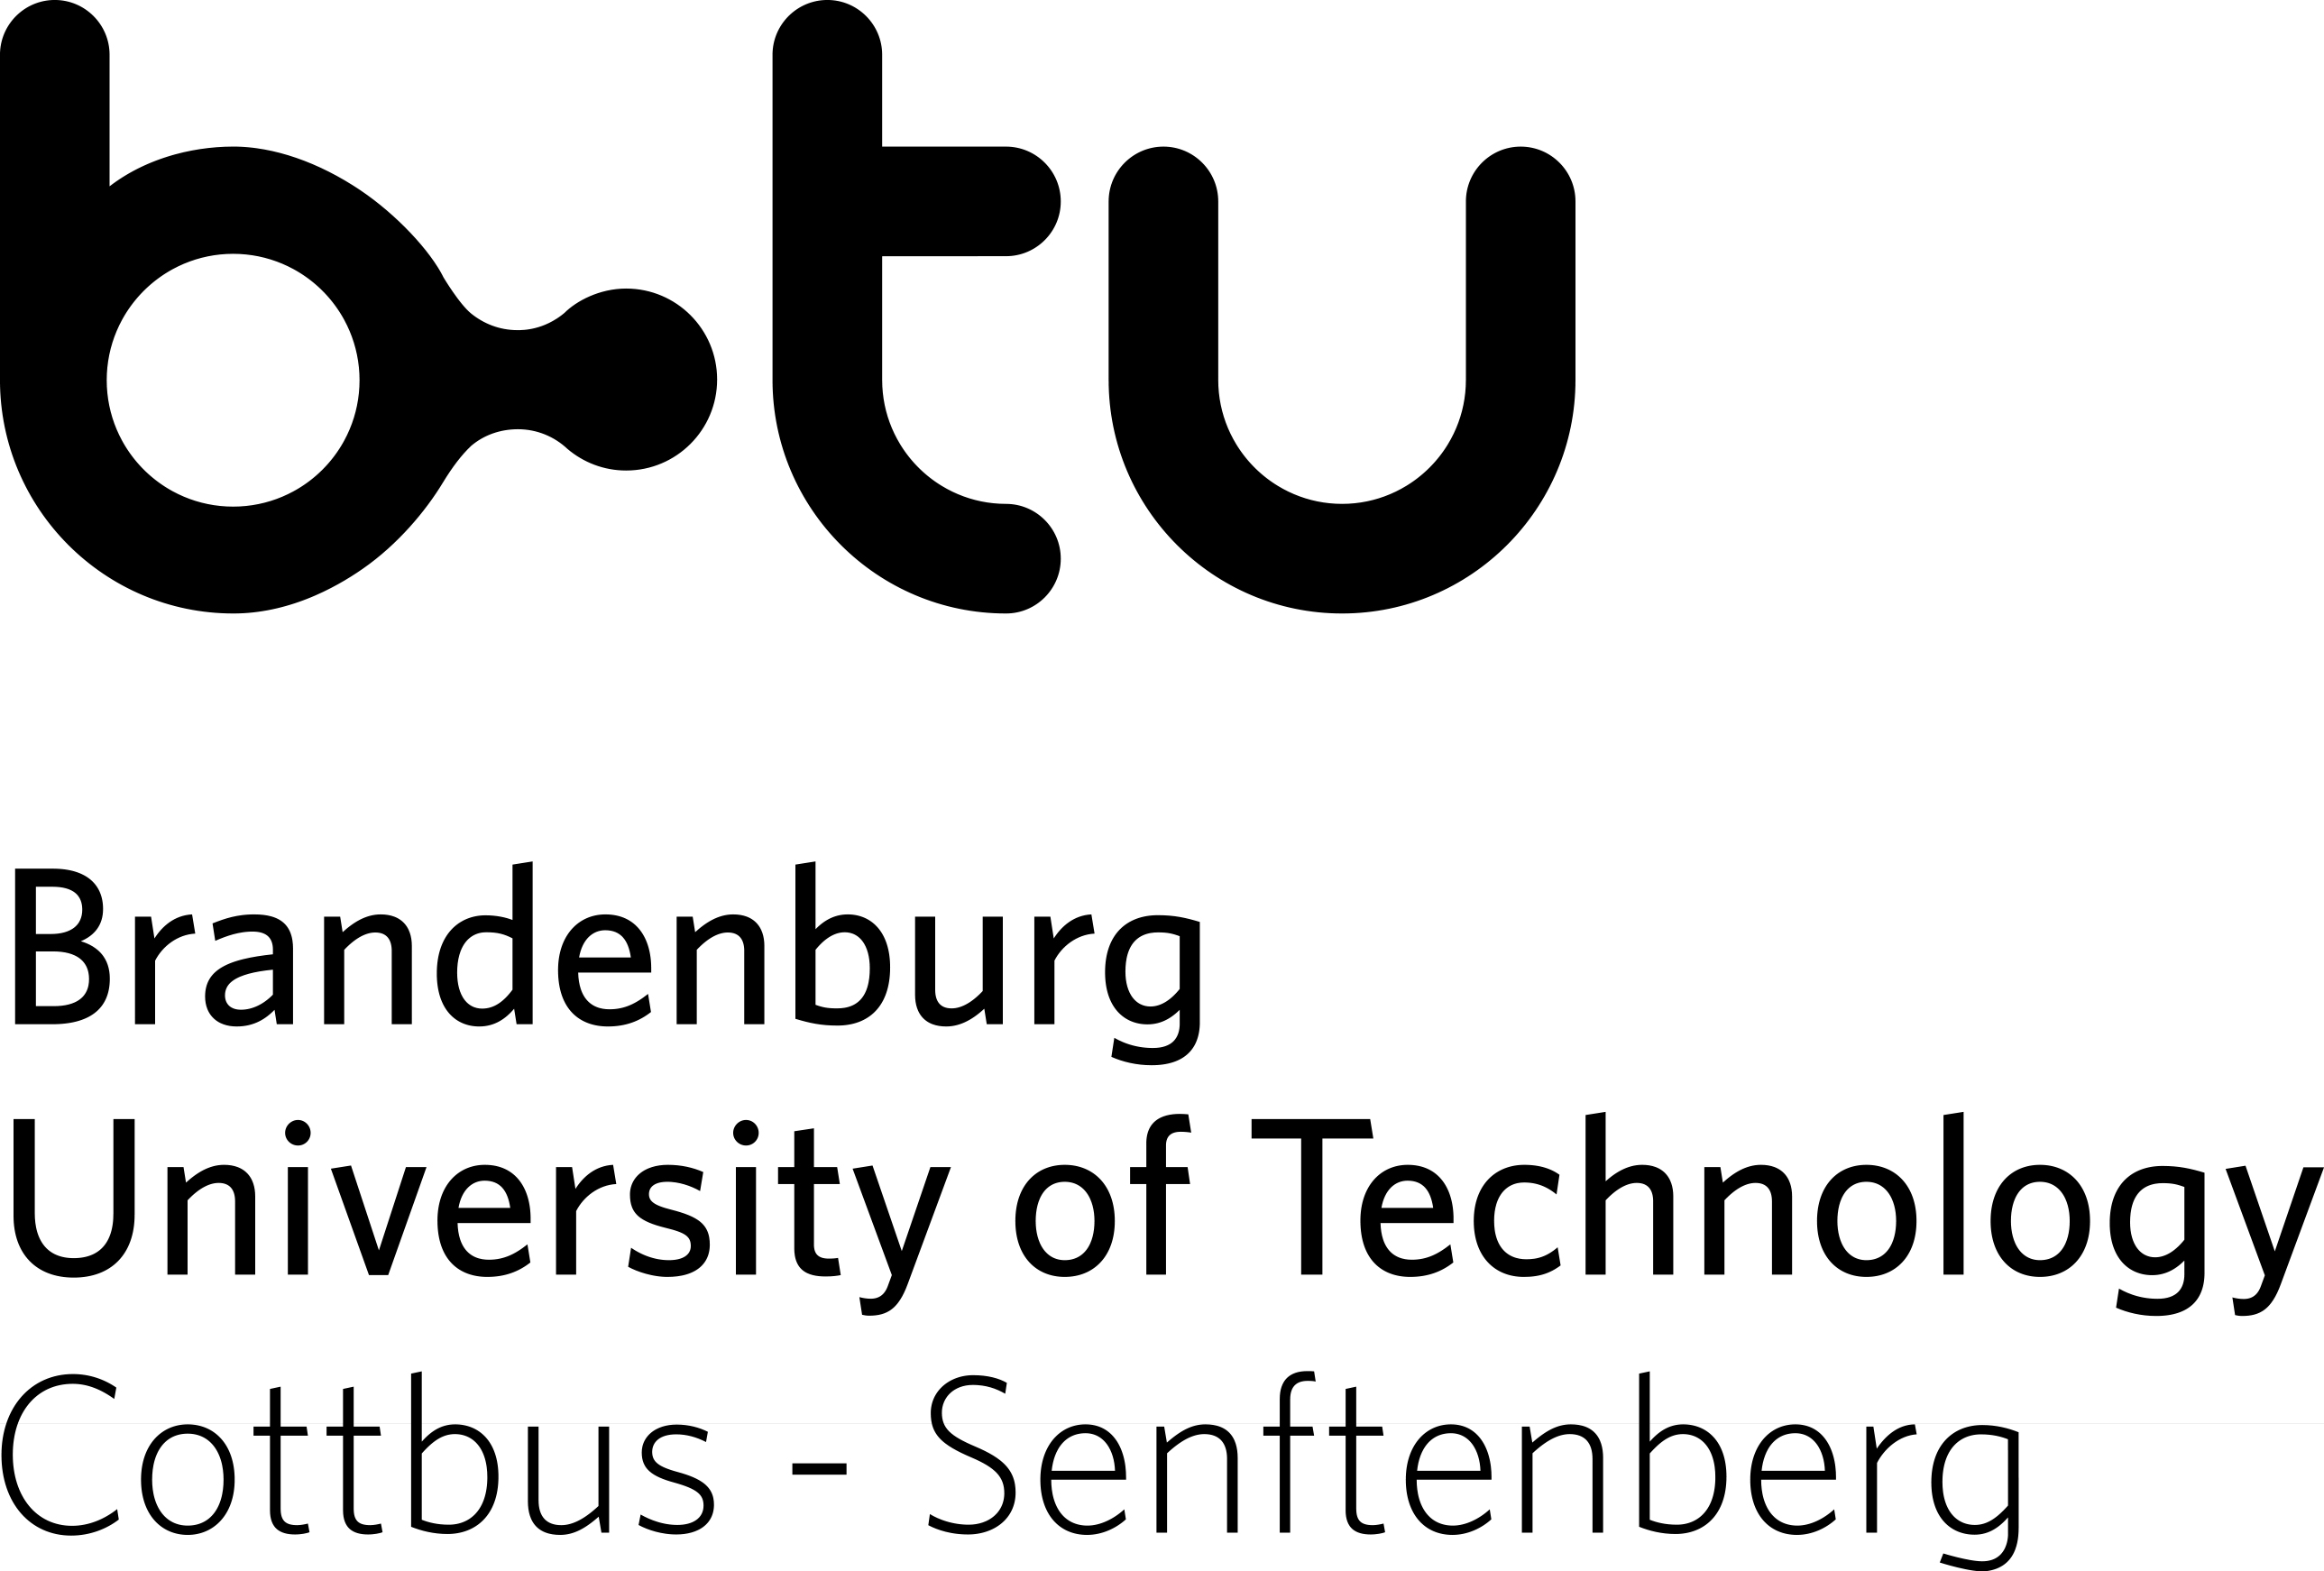 btu
Brandenburg
University of Technology
Cottbus - Senftenberg